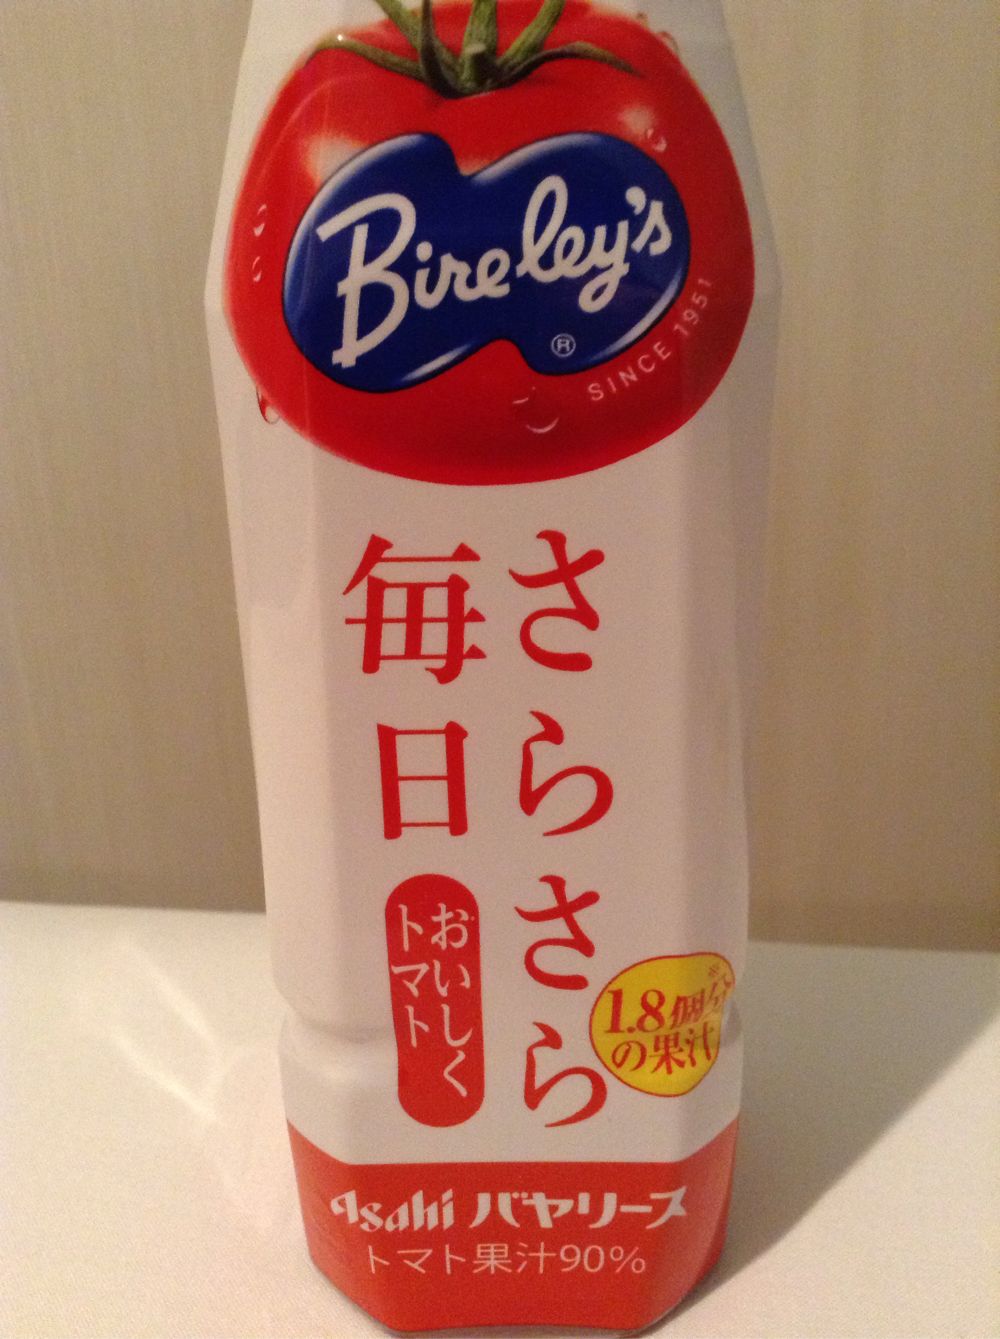 Bireley's
®
SINCE 1951
さらさら
毎日
おいしく
トマト
※
1.8個分
の果汁
Asahi バヤリース
トマト果汁90%